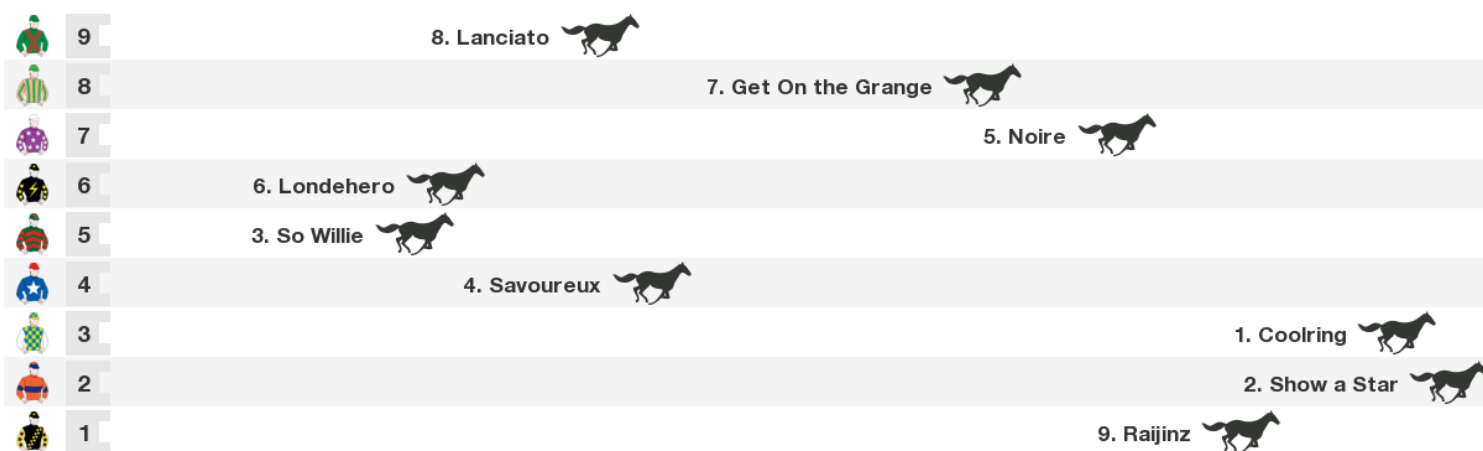 9 8. Lanciato
8 7. Get On the Grange
7 5. Noire
6 6. Londehero
5 3. So Willie
4 4. Savoureux
3 1. Coolring
2 2. Show a Star
1 9. Raijinz